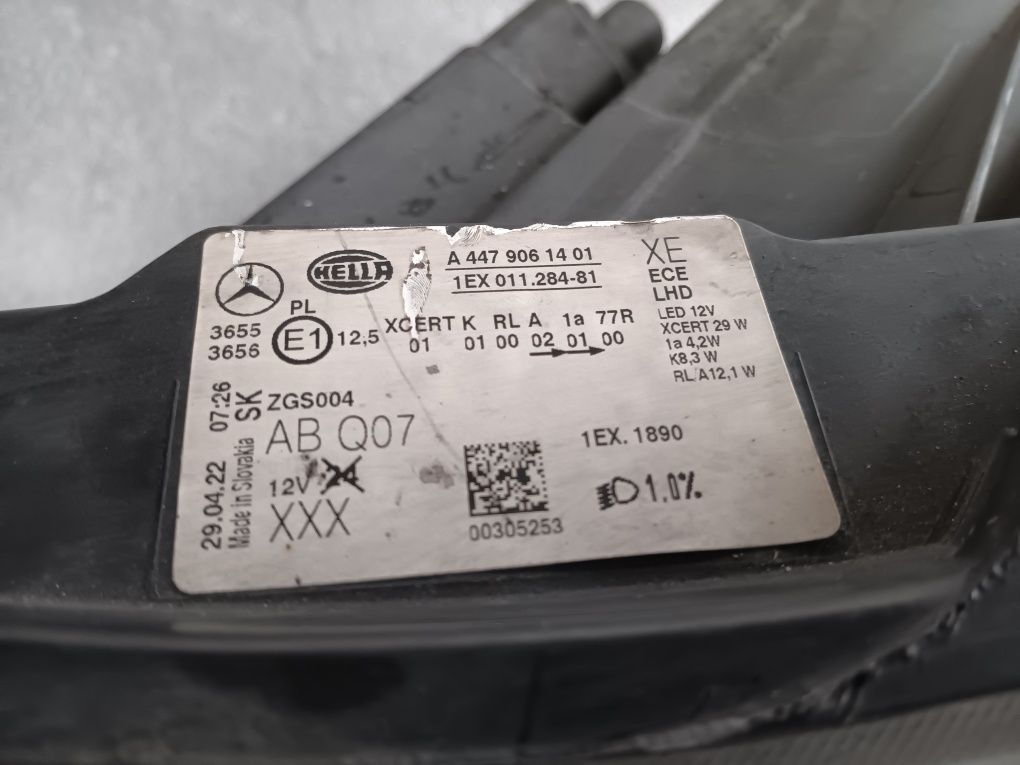 HELLA
A 447 906 14 01
1EX 011.284-81
XE
ECE
LHD
LED 12V
XCERT 29 W
1a 4,2W
K8,3 W
RL/A12,1 W
PL
3655
3656
E1
12,5
XCERT K RL A 1a 77R
01 01 00 02 01 00
29.04.22 07:26
Made in Slovakia SK
ZGS004
AB Q07
12V
XXX
00305253
1EX. 1890
1.0%